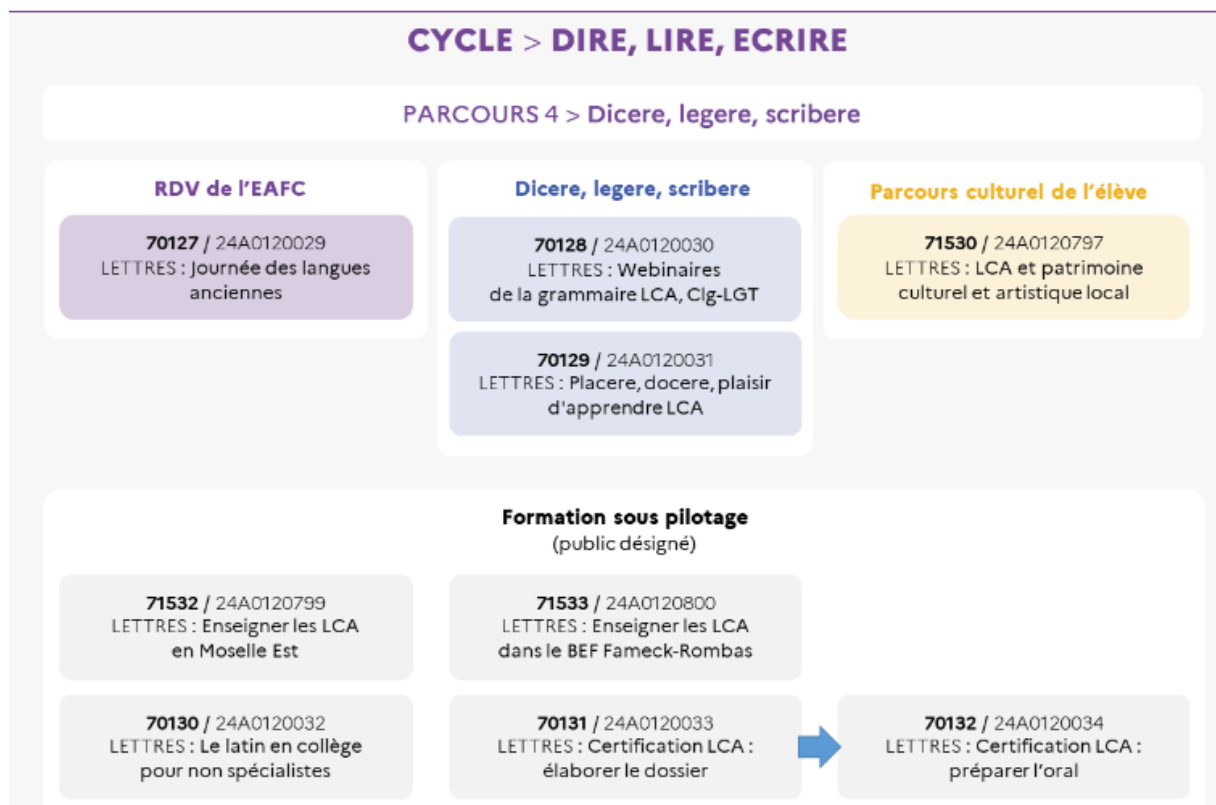 CYCLE > DIRE, LIRE, ECRIRE
PARCOURS 4 > Dicere, legere, scribere
RDV de l'EAFC
70127 / 24A0120029
LETTRES : Journée des langues
anciennes
Dicere, legere, scribere
70128 / 24A0120030
LETTRES : Webinaires
de la grammaire LCA, Clg-LGT
70129 / 24A0120031
LETTRES : Placere, docere, plaisir
d'apprendre LCA
Parcours culturel de l'élève
71530 / 24A0120797
LETTRES : LCA et patrimoine
culturel et artistique local
Formation sous pilotage
(public désigné)
71532 / 24A0120799
LETTRES : Enseigner les LCA
en Moselle Est
71533 / 24A0120800
LETTRES : Enseigner les LCA
dans le BEF Fameck-Rombas
70130 / 24A0120032
LETTRES : Le latin en collège
pour non spécialistes
70131 / 24A0120033
LETTRES : Certification LCA :
élaborer le dossier
70132 / 24A0120034
LETTRES : Certification LCA :
préparer l'oral